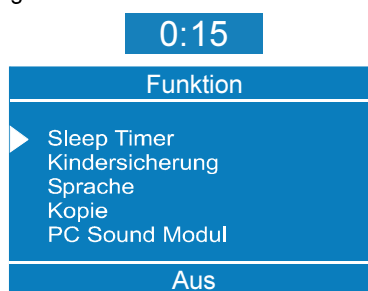 0:15
Funktion
Sleep Timer
Kindersicherung
Sprache
Kopie
PC Sound Modul
Aus